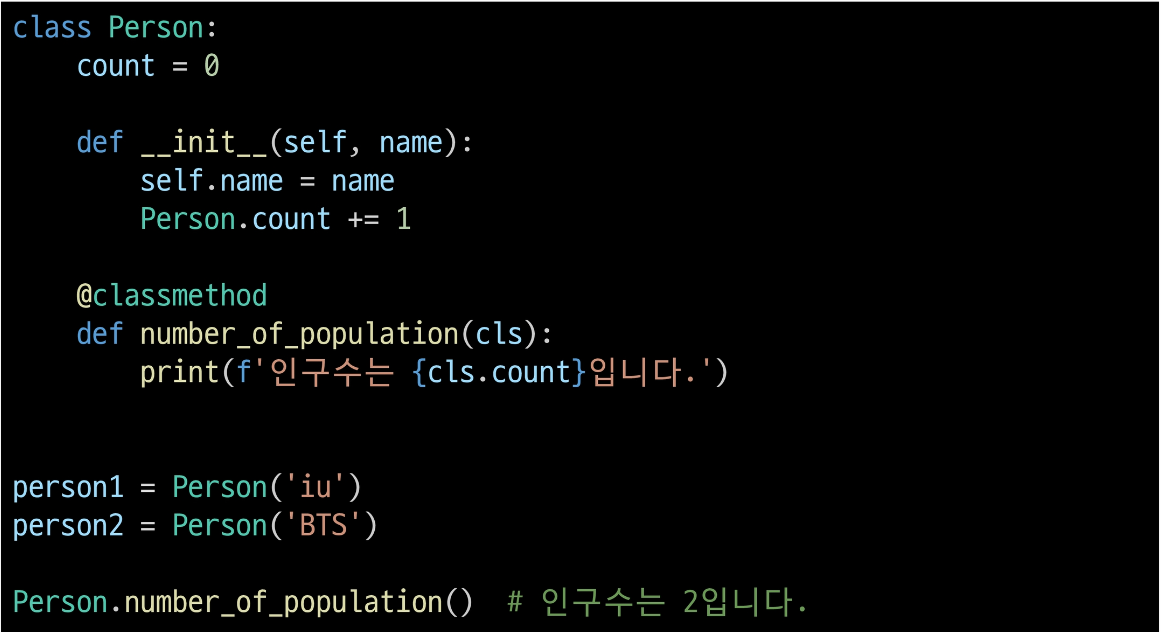 class Person:
    count = 0
    def __init__(self, name):
        self.name = name
        Person.count += 1
    @classmethod
    def number_of_population(cls):
        print(f'인구수는 {cls.count}입니다.')
person1 = Person('iu')
person2 = Person('BTS')
Person.number_of_population()  # 인구수는 2입니다.